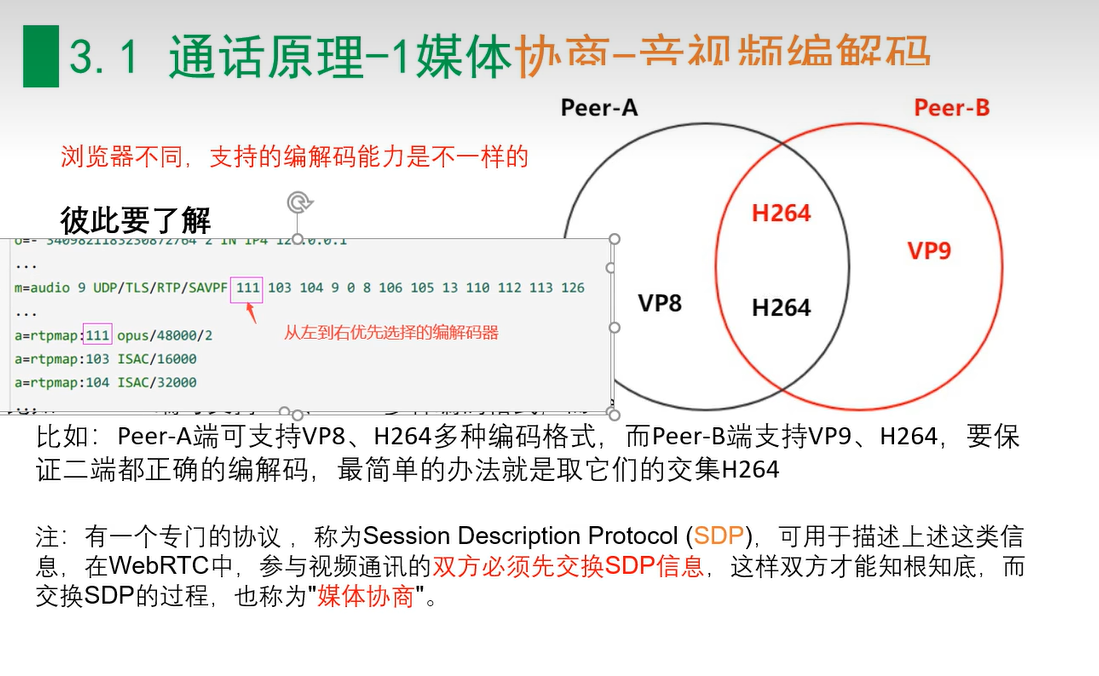 3.1 通话原理-1媒体协商-音视频编解码
Peer-A
Peer-B
浏览器不同，支持的编解码能力是不一样的
彼此要了解
H264
VP9
VP8
H264
o=- 3409821183230872764 2 IN IP4 127.0.0.1
...
m=audio 9 UDP/TLS/RTP/SAVPF 111 103 104 9 0 8 106 105 13 110 112 113 126
...
a=rtpmap:111 opus/48000/2
从左到右优先选择的编解码器
a=rtpmap:103 ISAC/16000
a=rtpmap:104 ISAC/32000
比如：Peer-A端可支持VP8、H264多种编码格式，而Peer-B端支持VP9、H264，要保
证二端都正确的编解码，最简单的办法就是取它们的交集H264
注：有一个专门的协议 ，称为Session Description Protocol (SDP)，可用于描述上述这类信
息，在WebRTC中，参与视频通讯的双方必须先交换SDP信息，这样双方才能知根知底，而
交换SDP的过程，也称为"媒体协商"。